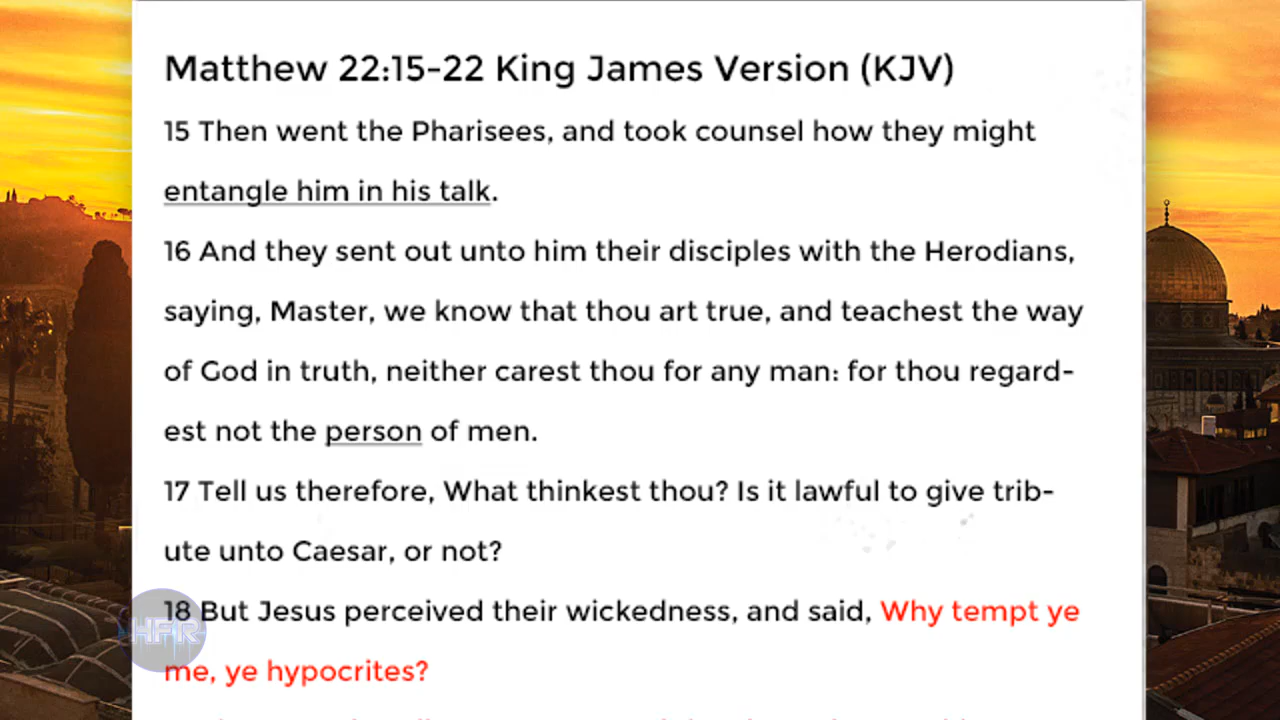 Matthew 22:15-22 King James Version (KJV)
15 Then went the Pharisees, and took counsel how they might
entangle him in his talk.
16 And they sent out unto him their disciples with the Herodians,
saying, Master, we know that thou art true, and teachest the way
of God in truth, neither carest thou for any man: for thou regard-
est not the person of men.
17 Tell us therefore, What thinkest thou? Is it lawful to give trib-
ute unto Caesar, or not?
18 But Jesus perceived their wickedness, and said, Why tempt ye
me, ye hypocrites?
HFR